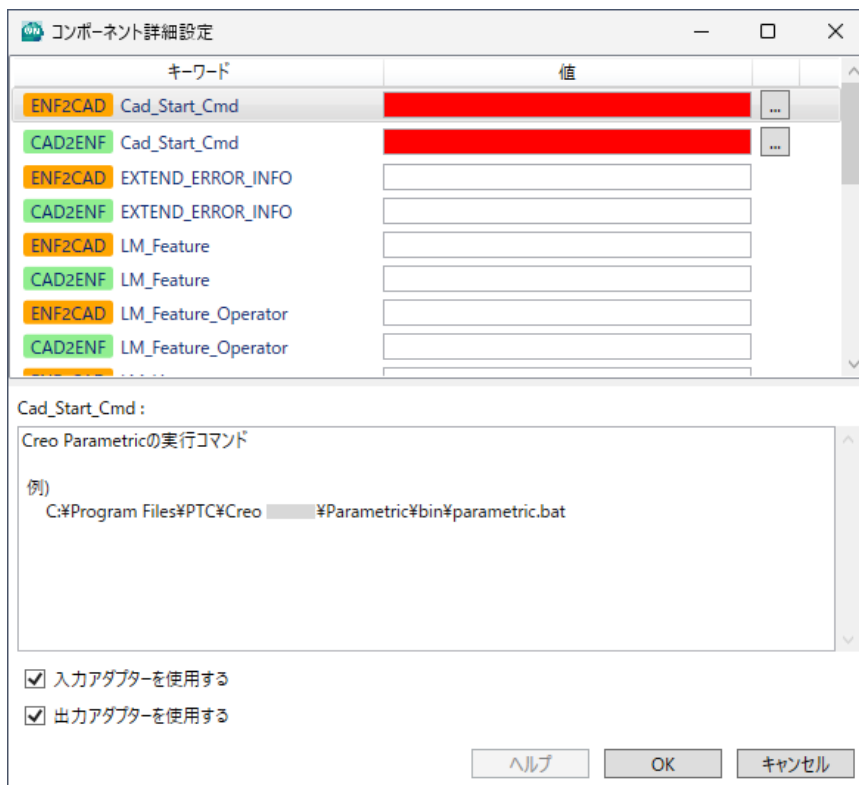 コンポーネント詳細設定
キーワード 値
ENF2CAD Cad_Start_Cmd ...
CAD2ENF Cad_Start_Cmd ...
ENF2CAD EXTEND_ERROR_INFO
CAD2ENF EXTEND_ERROR_INFO
ENF2CAD LM_Feature
CAD2ENF LM_Feature
ENF2CAD LM_Feature_Operator
CAD2ENF LM_Feature_Operator
Cad_Start_Cmd :
Creo Parametricの実行コマンド
例)
C:¥Program Files¥PTC¥Creo ¥Parametric¥bin¥parametric.bat
入力アダプターを使用する
出力アダプターを使用する
ヘルプ OK キャンセル